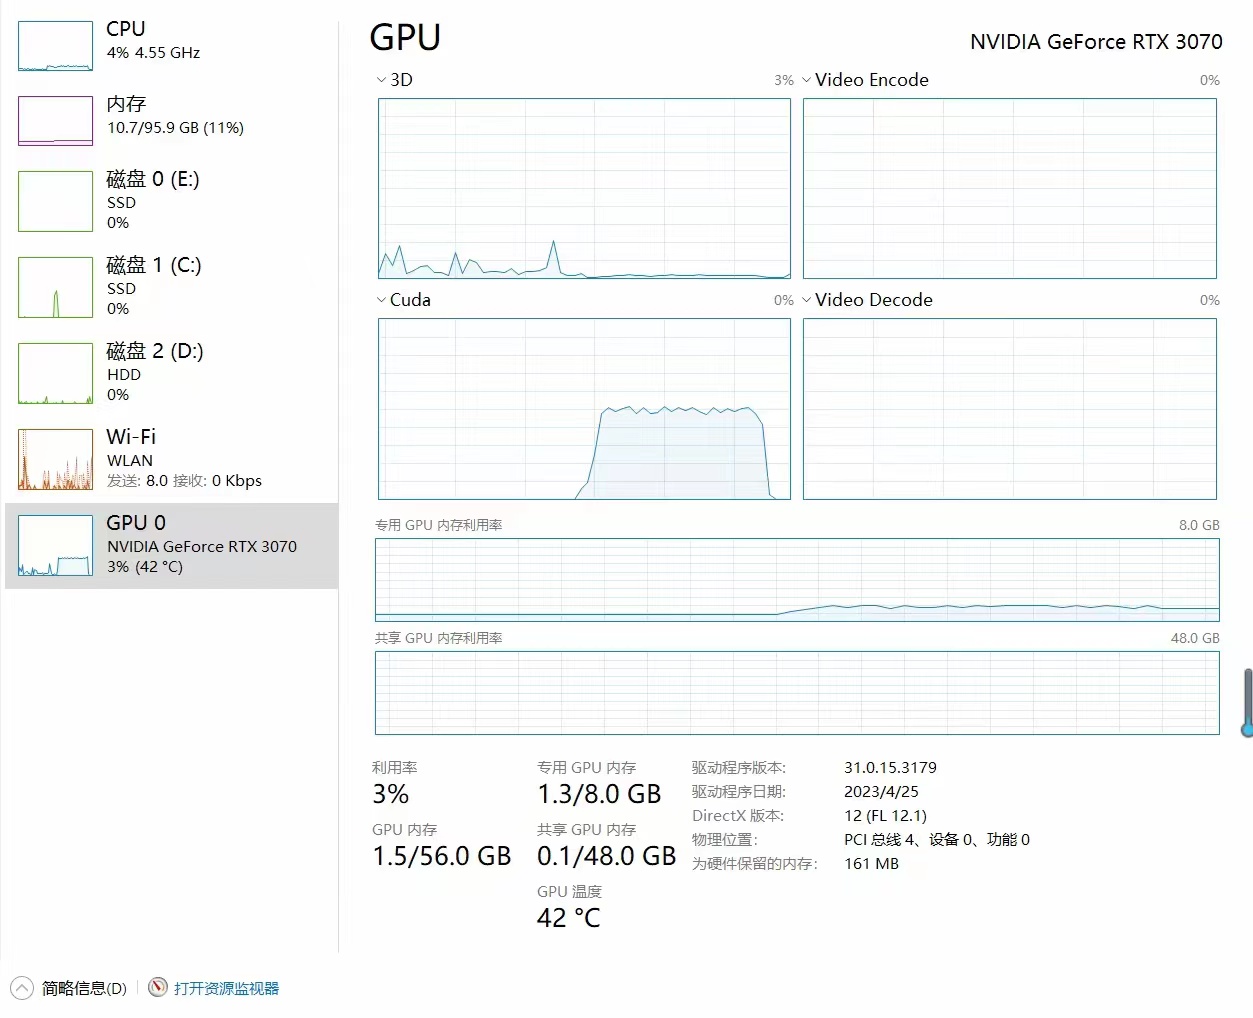 CPU
4% 4.55 GHz
内存
10.7/95.9 GB (11%)
磁盘 0 (E:)
SSD
0%
磁盘 1 (C:)
SSD
0%
磁盘 2 (D:)
HDD
0%
Wi-Fi
WLAN
发送: 8.0 接收: 0 Kbps
GPU 0
NVIDIA GeForce RTX 3070
3% (42 °C)
GPU
NVIDIA GeForce RTX 3070
3D 3%
Video Encode 0%
Cuda 0%
Video Decode 0%
专用 GPU 内存利用率 8.0 GB
共享 GPU 内存利用率 48.0 GB
利用率
3%
GPU 内存
1.5/56.0 GB
专用 GPU 内存
1.3/8.0 GB
共享 GPU 内存
0.1/48.0 GB
GPU 温度
42 °C
驱动程序版本: 31.0.15.3179
驱动程序日期: 2023/4/25
DirectX 版本: 12 (FL 12.1)
物理位置: PCI 总线 4、设备 0、功能 0
为硬件保留的内存: 161 MB
简略信息(D)
打开资源监视器